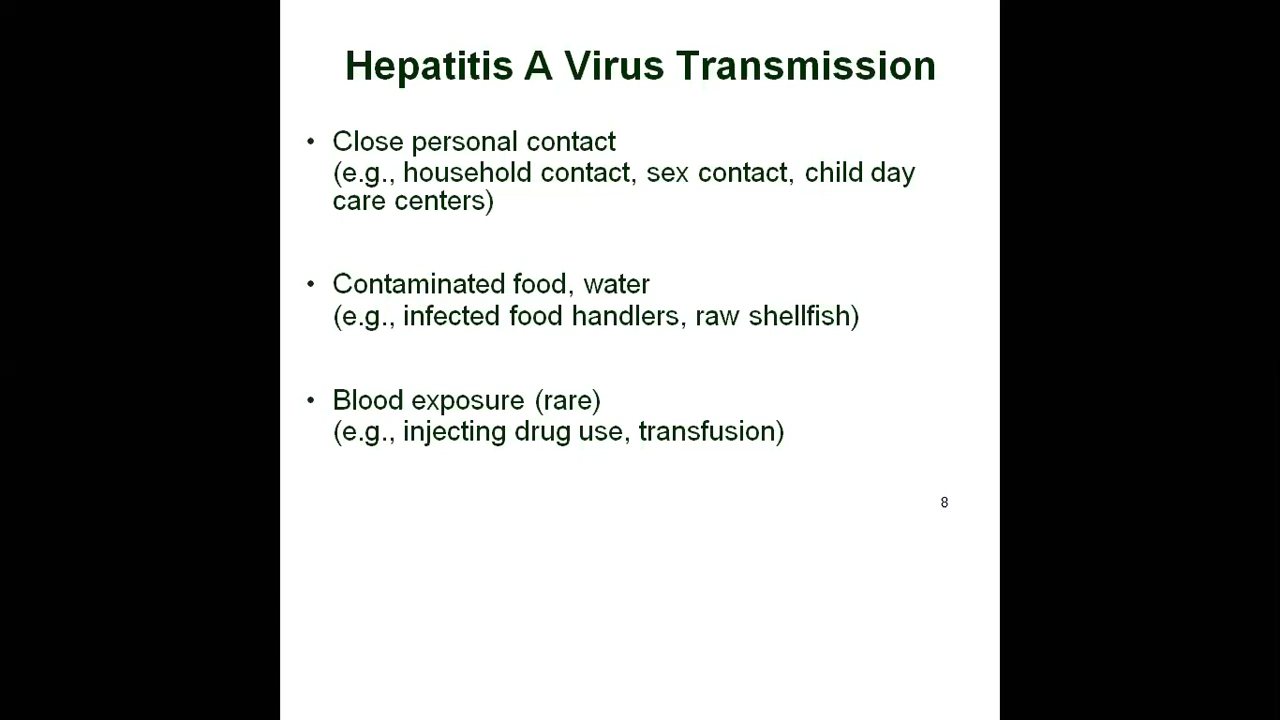 Hepatitis A Virus Transmission
• Close personal contact
(e.g., household contact, sex contact, child day
care centers)
• Contaminated food, water
(e.g., infected food handlers, raw shellfish)
• Blood exposure (rare)
(e.g., injecting drug use, transfusion)
8